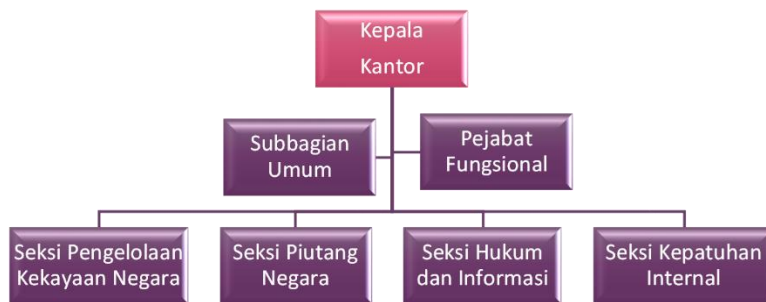 Kepala
Kantor
Subbagian
Umum
Pejabat
Fungsional
Seksi Pengelolaan
Kekayaan Negara
Seksi Piutang
Negara
Seksi Hukum
dan Informasi
Seksi Kepatuhan
Internal